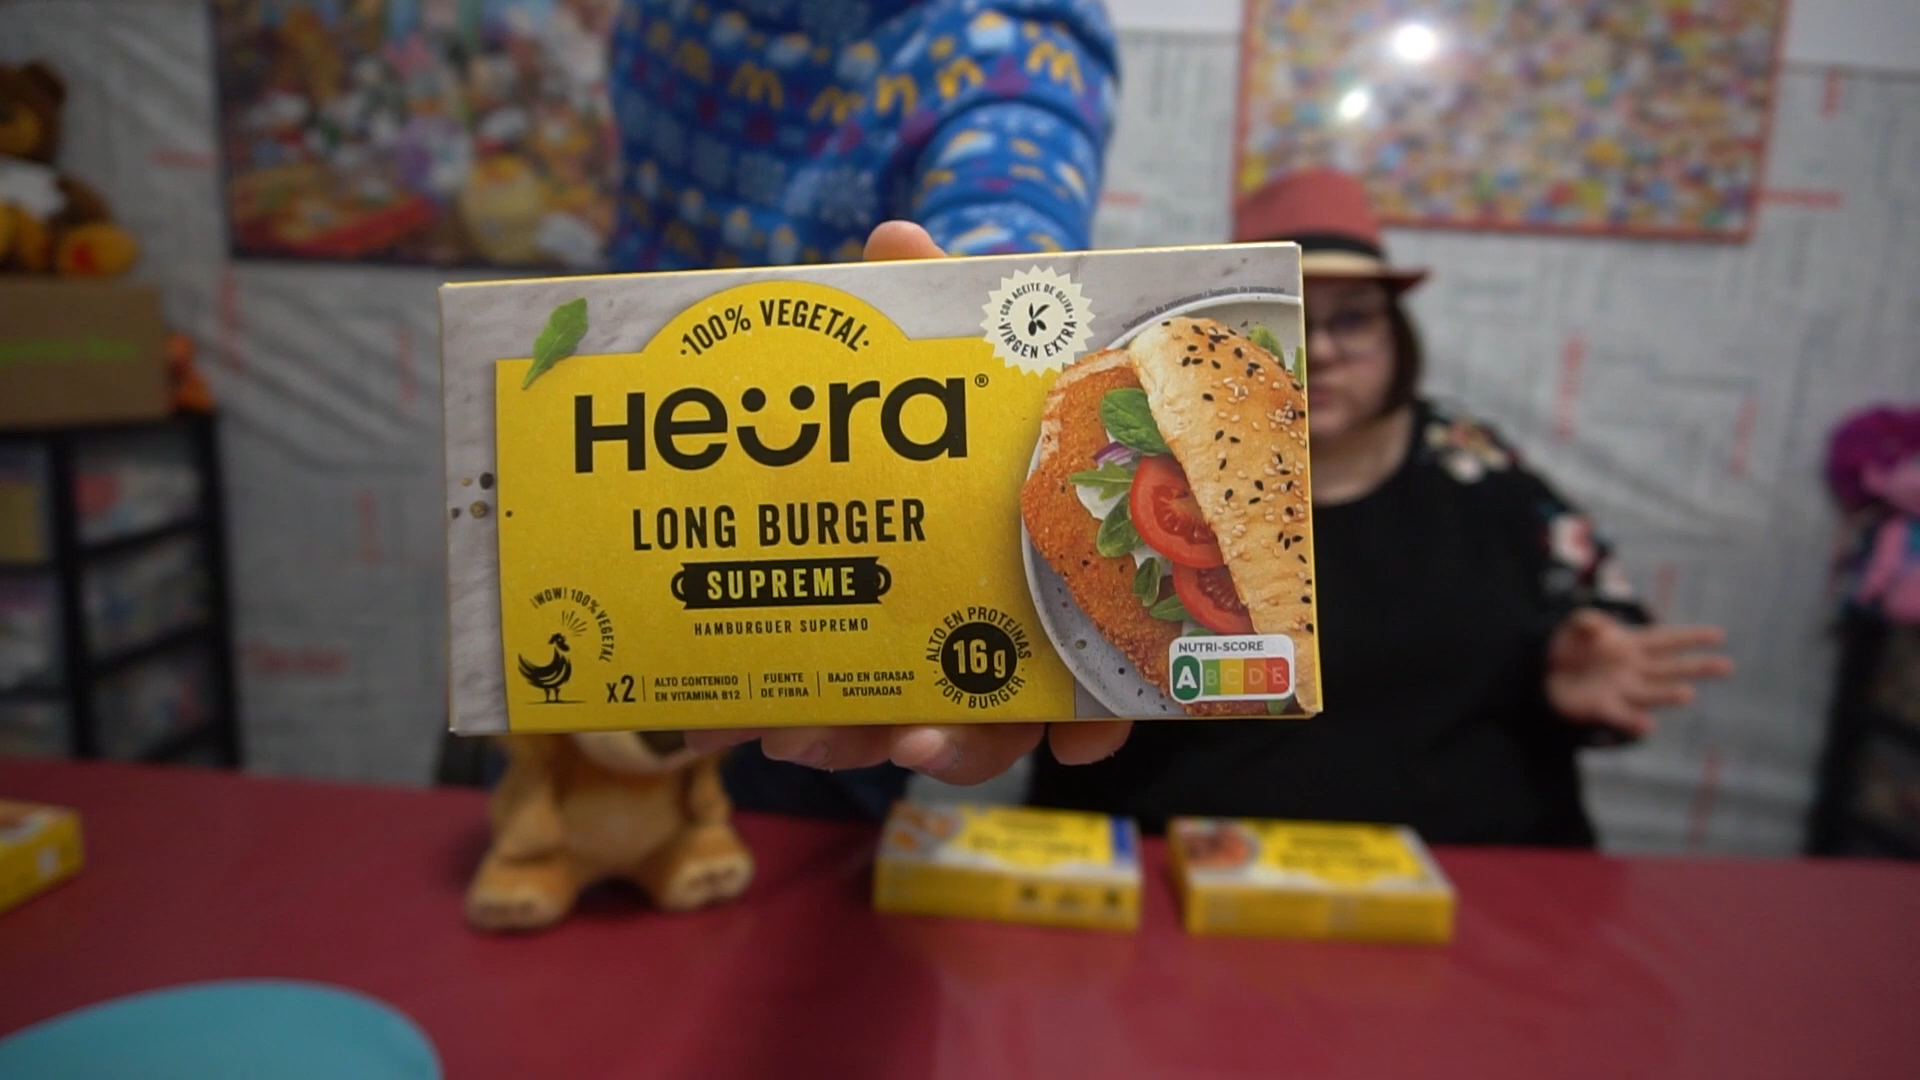 ·100% VEGETAL·
CON ACEITE DE OLIVA
VIRGEN EXTRA
Heüra®
LONG BURGER
SUPREME
HAMBURGUER SUPREMO
¡WOW! 100% VEGETAL
x2
ALTO CONTENIDO
EN VITAMINA B12
FUENTE
DE FIBRA
BAJO EN GRASAS
SATURADAS
ALTO EN PROTEÍNAS
16g
POR BURGER
NUTRI-SCORE
A B C D E